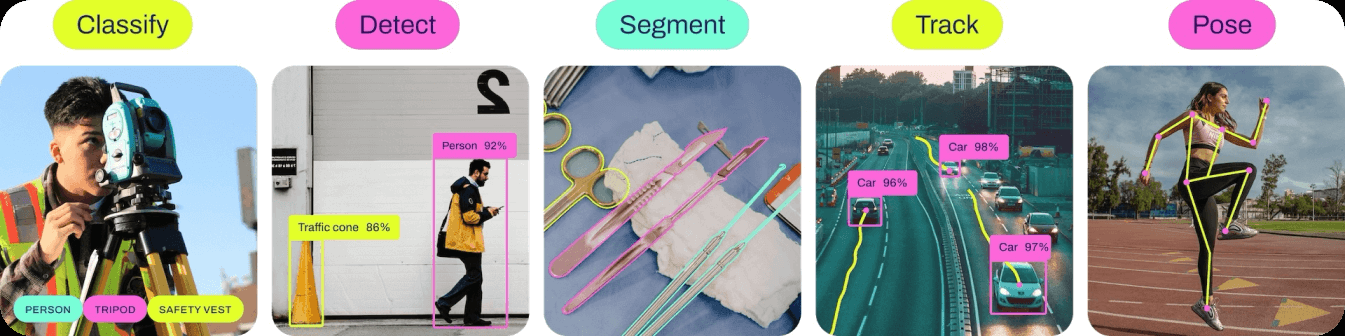 Classify
Detect
Segment
Track
Pose
PERSON
TRIPOD
SAFETY VEST
2
Person 92%
Traffic cone 86%
Car 98%
Car 96%
Car 97%